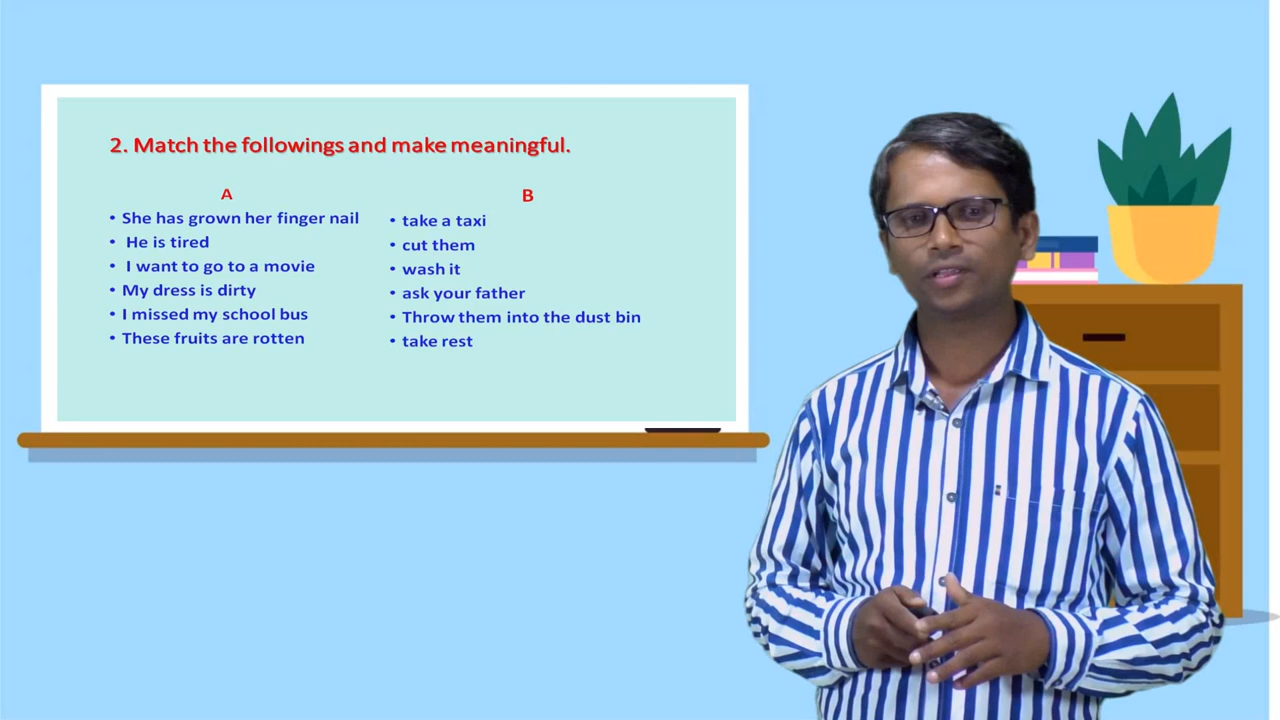 2. Match the followings and make meaningful.
A
B
• She has grown her finger nail
• He is tired
• I want to go to a movie
• My dress is dirty
• I missed my school bus
• These fruits are rotten
• take a taxi
• cut them
• wash it
• ask your father
• Throw them into the dust bin
• take rest